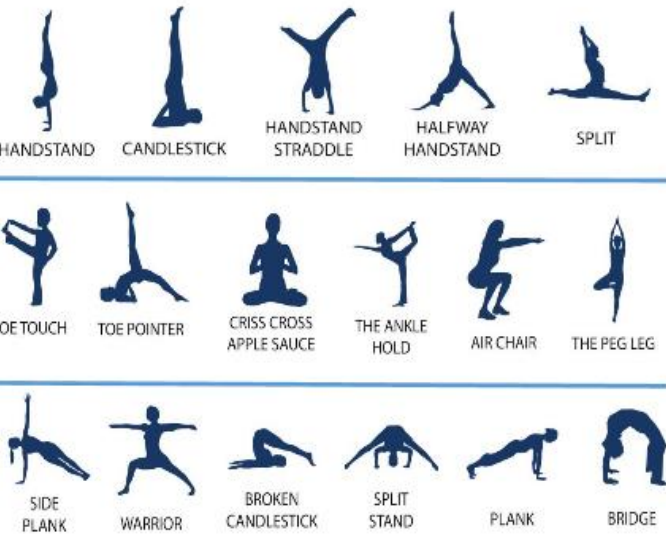 HANDSTAND
CANDLESTICK
HANDSTAND
STRADDLE
HALFWAY
HANDSTAND
SPLIT
OE TOUCH
TOE POINTER
CRISS CROSS
APPLE SAUCE
THE ANKLE
HOLD
AIR CHAIR
THE PEG LEG
SIDE
PLANK
WARRIOR
BROKEN
CANDLESTICK
SPLIT
STAND
PLANK
BRIDGE